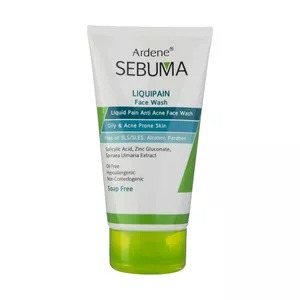 Ardene®
SEBUMA
LIQUIPAIN
Face Wash
Liquid Pain Anti Acne Face Wash
Oily & Acne Prone Skin
Free of SLS/SLES, Alcohol, Paraben
Salicylic Acid, Zinc Gluconate,
Spiraea Ulmaria Extract
Oil Free
Hypoallergenic
Non-Comedogenic
Soap Free